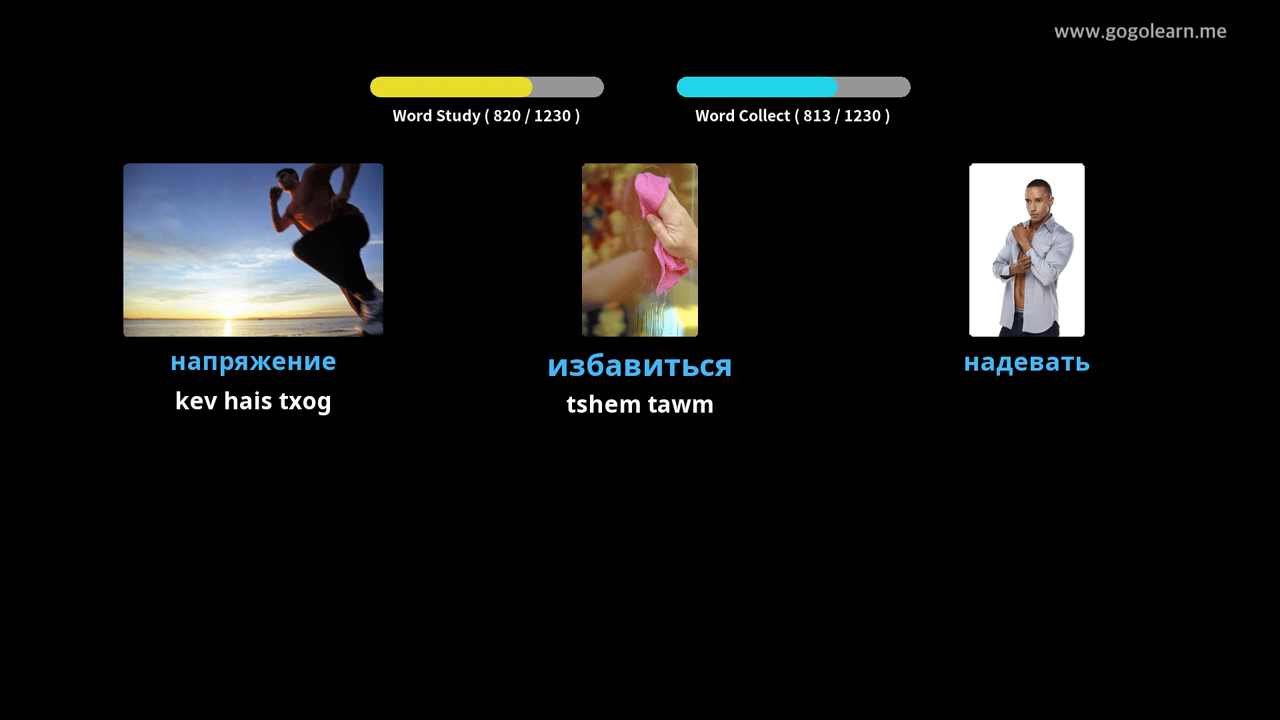 www.gogolearn.me
Word Study ( 820 / 1230 )
Word Collect ( 813 / 1230 )
напряжение
kev hais txog
избавиться
tshem tawm
надевать